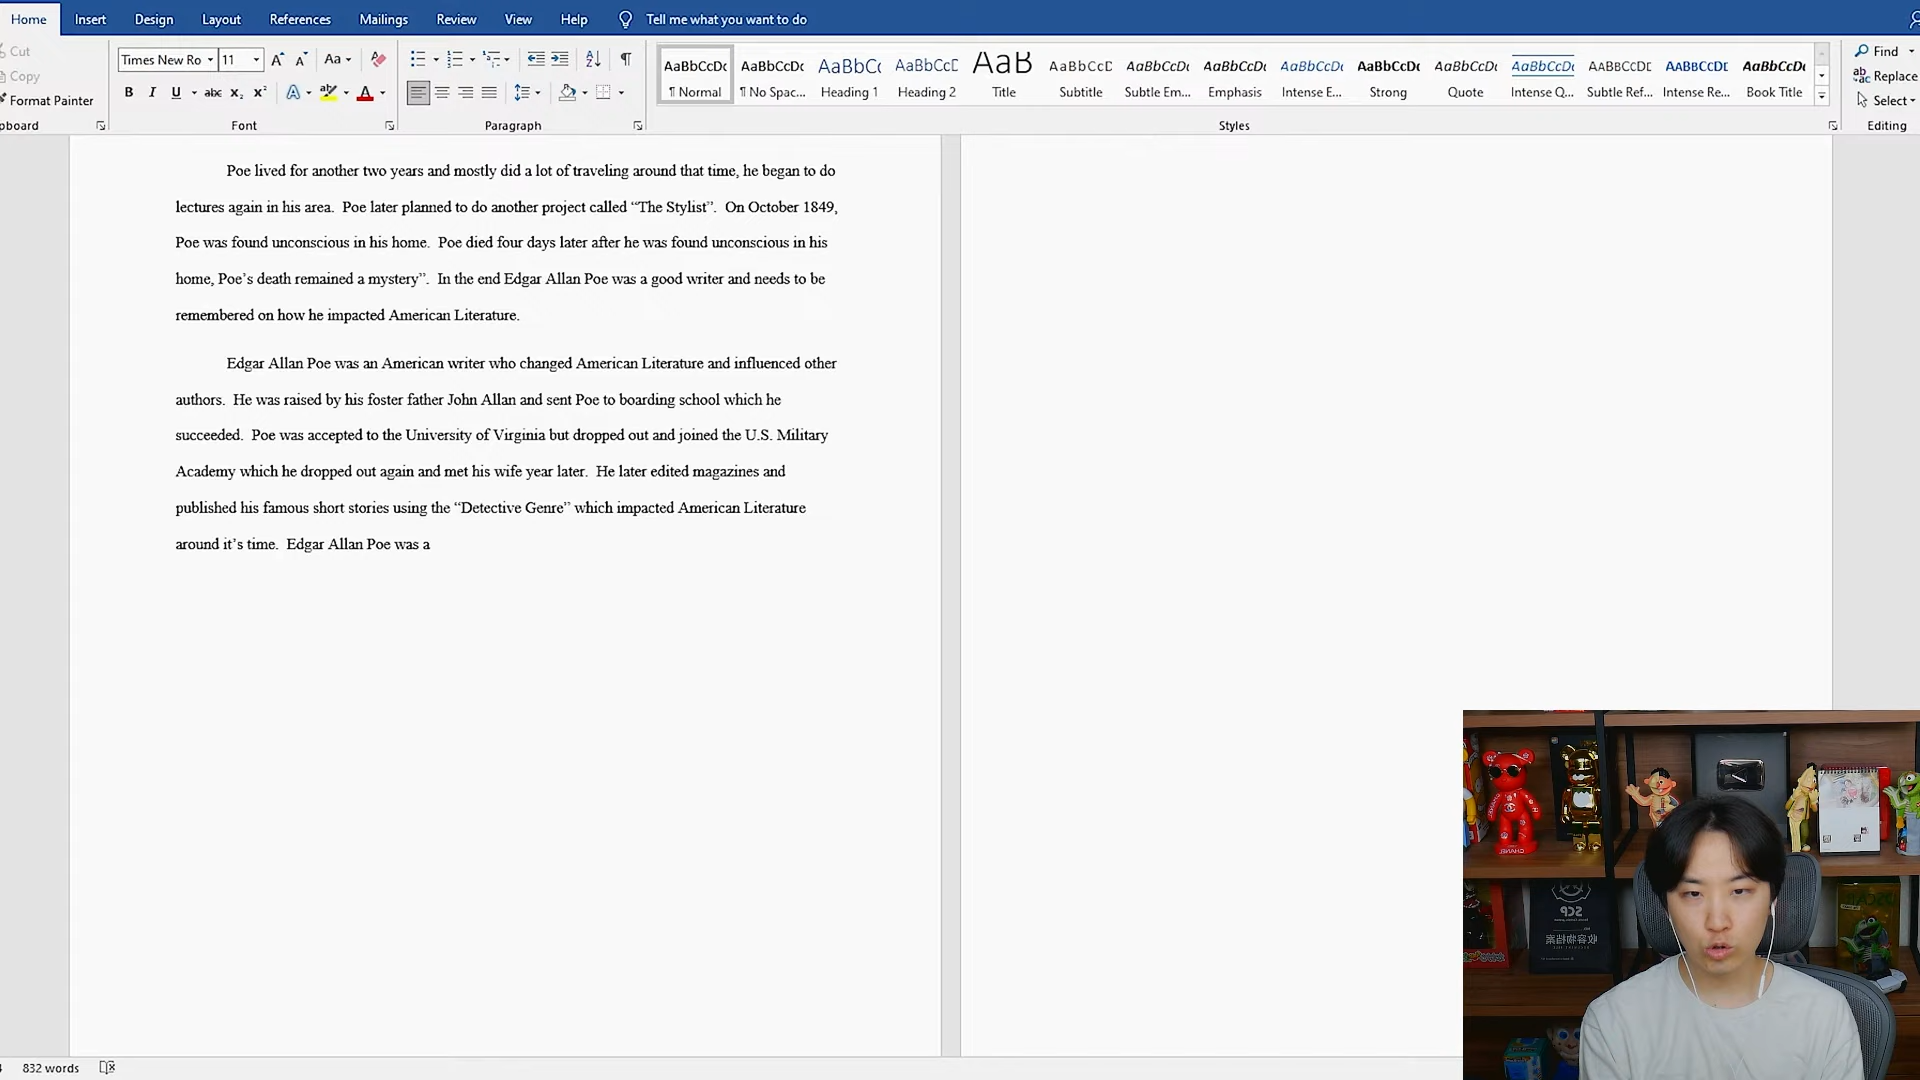 Home Insert Design Layout References Mailings Review View Help Tell me what you want to do
Cut
Copy
Format Painter
pboard
Times New Ro 11
Font
Paragraph
AaBbCcDc AaBbCcDc AaBbCc AaBbCcD AaB AaBbCcD AaBbCcDc AaBbCcDc AaBbCcDc AaBbCcDc AaBbCcDc AaBbCcDc AaBbCcDd AaBbCcDd AaBbCcDc
¶ Normal ¶ No Spac... Heading 1 Heading 2 Title Subtitle Subtle Em... Emphasis Intense E... Strong Quote Intense Q... Subtle Ref... Intense Re... Book Title
Styles
Find
Replace
Select
Editing
Poe lived for another two years and mostly did a lot of traveling around that time, he began to do
lectures again in his area.  Poe later planned to do another project called “The Stylist”.  On October 1849,
Poe was found unconscious in his home.  Poe died four days later after he was found unconscious in his
home, Poe’s death remained a mystery”.  In the end Edgar Allan Poe was a good writer and needs to be
remembered on how he impacted American Literature.
Edgar Allan Poe was an American writer who changed American Literature and influenced other
authors.  He was raised by his foster father John Allan and sent Poe to boarding school which he
succeeded.  Poe was accepted to the University of Virginia but dropped out and joined the U.S. Military
Academy which he dropped out again and met his wife year later.  He later edited magazines and
published his famous short stories using the “Detective Genre” which impacted American Literature
around it’s time.  Edgar Allan Poe was a
832 words
CHANEL
SCP
收容物档案